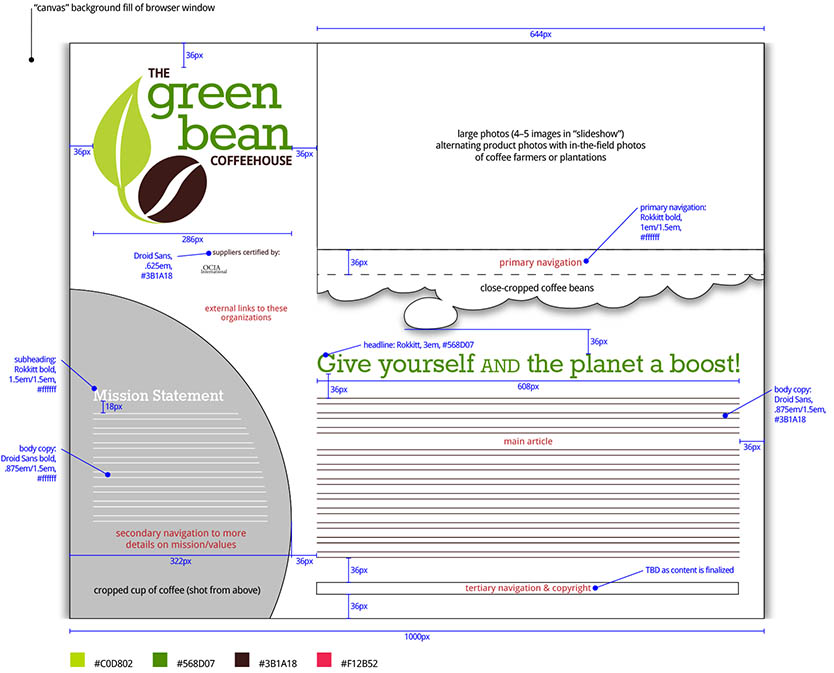 “canvas” background fill of browser window
644px
36px
THE
green
bean
COFFEEHOUSE
36px
36px
286px
large photos (4–5 images in “slideshow”)
alternating product photos with in-the-field photos
of coffee farmers or plantations
primary navigation:
Rokkitt bold,
1em/1.5em,
#ffffff
Droid Sans,
.625em,
#3B1A18
suppliers certified by:
OCIA
International
36px
primary navigation
close-cropped coffee beans
external links to these
organizations
headline: Rokkitt, 3em, #568D07
36px
Give yourself AND the planet a boost!
608px
36px
subheading:
Rokkitt bold,
1.5em/1.5em,
#ffffff
Mission Statement
18px
body copy:
Droid Sans,
.875em/1.5em,
#3B1A18
main article
36px
body copy:
Droid Sans bold,
.875em/1.5em,
#ffffff
secondary navigation to more
details on mission/values
322px
36px
36px
TBD as content is finalized
cropped cup of coffee (shot from above)
tertiary navigation & copyright
36px
1000px
#C0D802
#568D07
#3B1A18
#F12B52